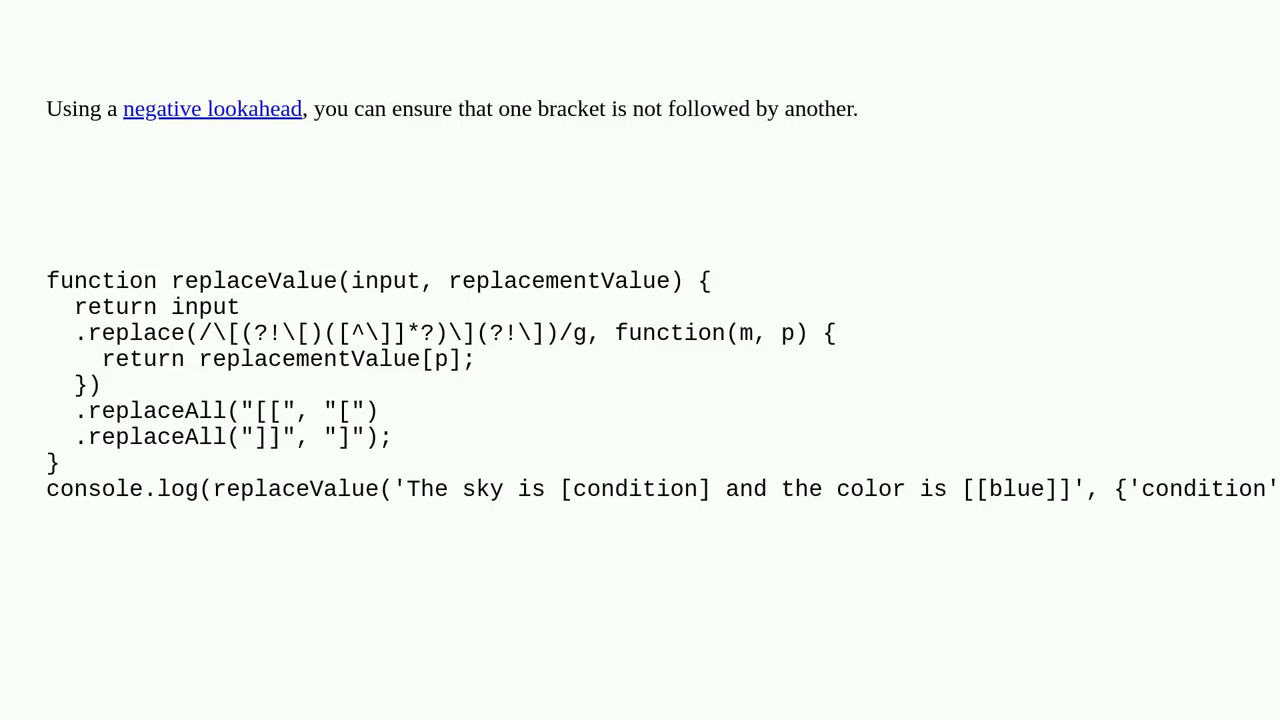 Using a negative lookahead, you can ensure that one bracket is not followed by another.
function replaceValue(input, replacementValue) {
  return input
  .replace(/\[(?!\[)([^\]]*?)\](?!\])/g, function(m, p) {
    return replacementValue[p];
  })
  .replaceAll("[[", "[")
  .replaceAll("]]", "]");
}
console.log(replaceValue('The sky is [condition] and the color is [[blue]]', {'condition'